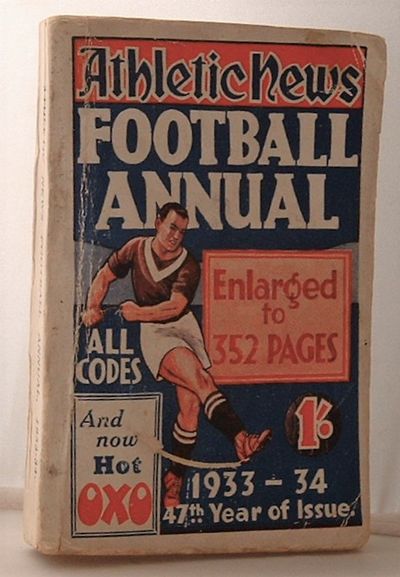 Athletic News
FOOTBALL
ANNUAL
Enlarged
to
352 PAGES
ALL
CODES
1/6
And
now
Hot
OXO
1933 - 34
47th Year of Issue.